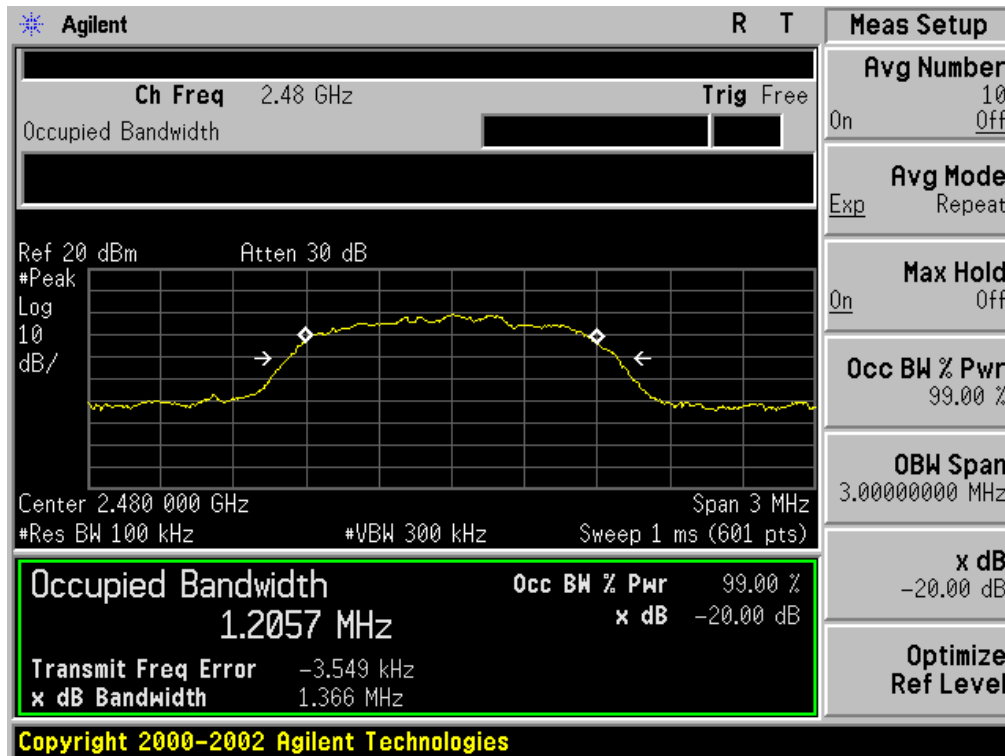 Agilent R T
Meas Setup
Ch Freq 2.48 GHz Trig Free
Occupied Bandwidth
Avg Number
10
On Off
Avg Mode
Exp Repeat
Max Hold
On Off
Occ BW % Pwr
99.00 %
OBW Span
3.00000000 MHz
x dB
-20.00 dB
Optimize
Ref Level
Ref 20 dBm Atten 30 dB
#Peak
Log
10
dB/
Center 2.480 000 GHz Span 3 MHz
#Res BW 100 kHz #VBW 300 kHz Sweep 1 ms (601 pts)
Occupied Bandwidth
1.2057 MHz
Occ BW % Pwr 99.00 %
x dB -20.00 dB
Transmit Freq Error -3.549 kHz
x dB Bandwidth 1.366 MHz
Copyright 2000-2002 Agilent Technologies